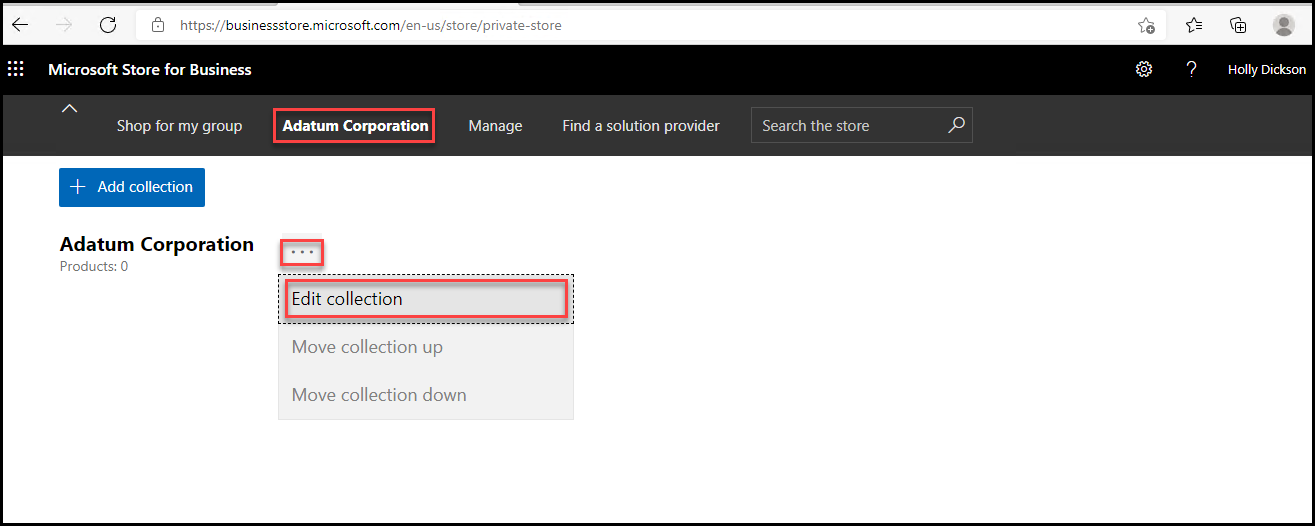 https://businessstore.microsoft.com/en-us/store/private-store
Microsoft Store for Business
? Holly Dickson
Shop for my group Adatum Corporation Manage Find a solution provider Search the store
+ Add collection
Adatum Corporation ...
Products: 0
Edit collection
Move collection up
Move collection down